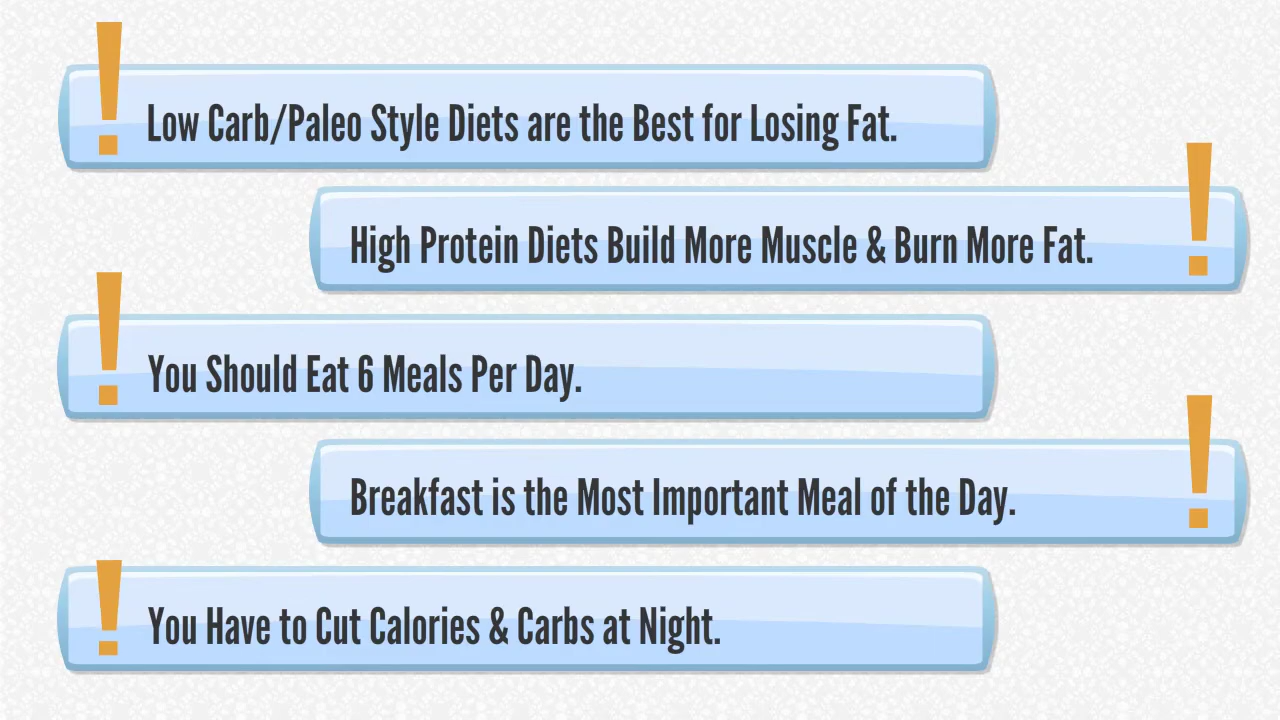 Low Carb/Paleo Style Diets are the Best for Losing Fat.
High Protein Diets Build More Muscle & Burn More Fat.
You Should Eat 6 Meals Per Day.
Breakfast is the Most Important Meal of the Day.
You Have to Cut Calories & Carbs at Night.